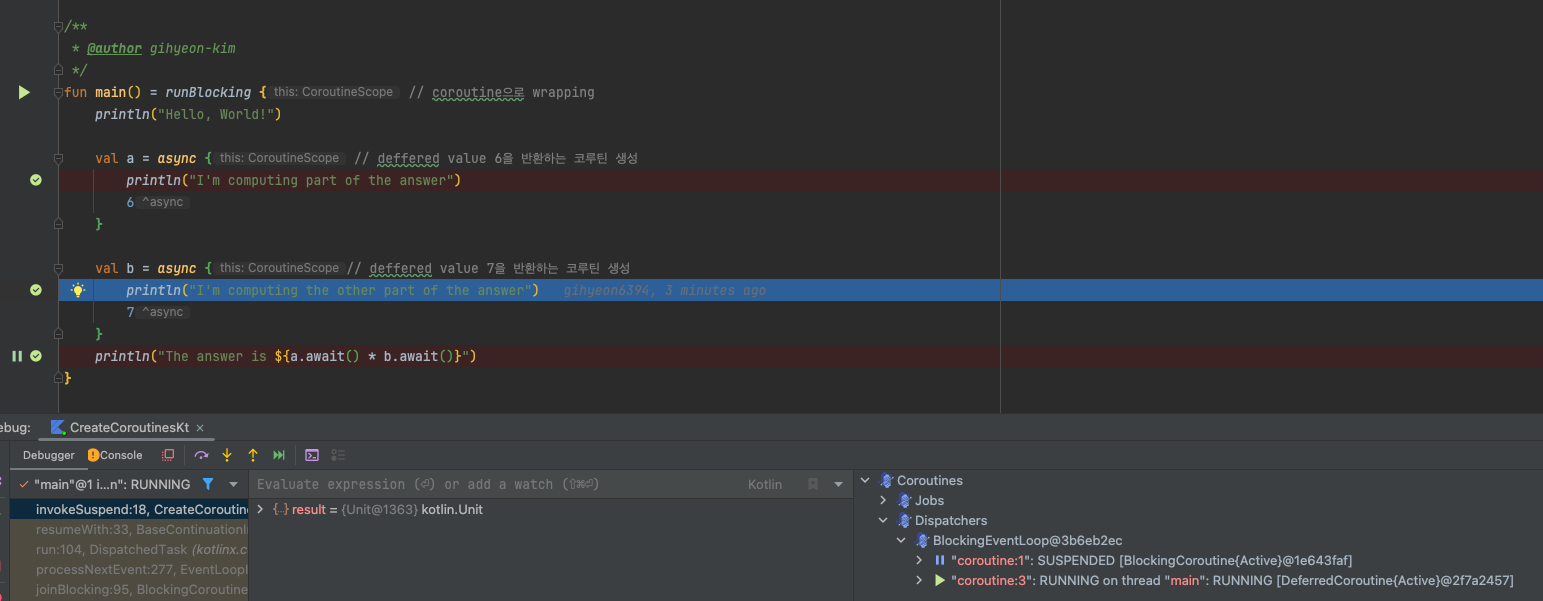 /**
* @author gihyeon-kim
*/
fun main() = runBlocking { this: CoroutineScope // coroutine으로 wrapping
println("Hello, World!")
val a = async { this: CoroutineScope // deffered value 6을 반환하는 코루틴 생성
println("I'm computing part of the answer")
6 ^async
}
val b = async { this: CoroutineScope // deffered value 7을 반환하는 코루틴 생성
println("I'm computing the other part of the answer") gihyeon6394, 3 minutes ago
7 ^async
}
println("The answer is ${a.await() * b.await()}")
}
ebug: CreateCoroutinesKt ×
Debugger Console
"main"@1 i...n": RUNNING
Evaluate expression (⏎) or add a watch (⇧⌘⏎) Kotlin
invokeSuspend:18, CreateCoroutine
resumeWith:33, BaseContinuationI
run:104, DispatchedTask (kotlinx.c
processNextEvent:277, EventLoopI
joinBlocking:95, BlockingCoroutine
result = {Unit@1363} kotlin.Unit
Coroutines
Jobs
Dispatchers
BlockingEventLoop@3b6eb2ec
"coroutine:1": SUSPENDED [BlockingCoroutine{Active}@1e643faf]
"coroutine:3": RUNNING on thread "main": RUNNING [DeferredCoroutine{Active}@2f7a2457]